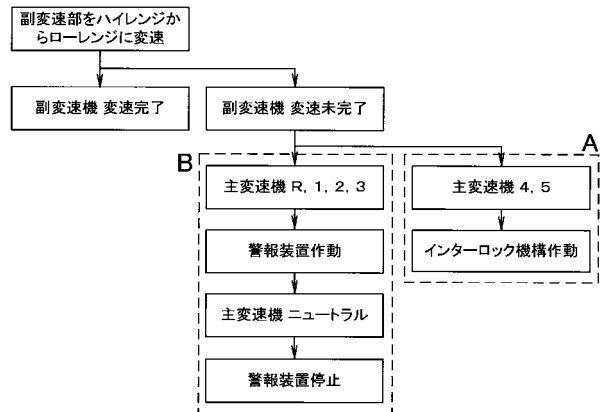 副変速部をハイレンジか
らローレンジに変速
副変速機 変速完了
副変速機 変速未完了
A
B
主変速機 R, 1, 2, 3
主変速機 4, 5
警報装置作動
インターロック機構作動
主変速機 ニュートラル
警報装置停止